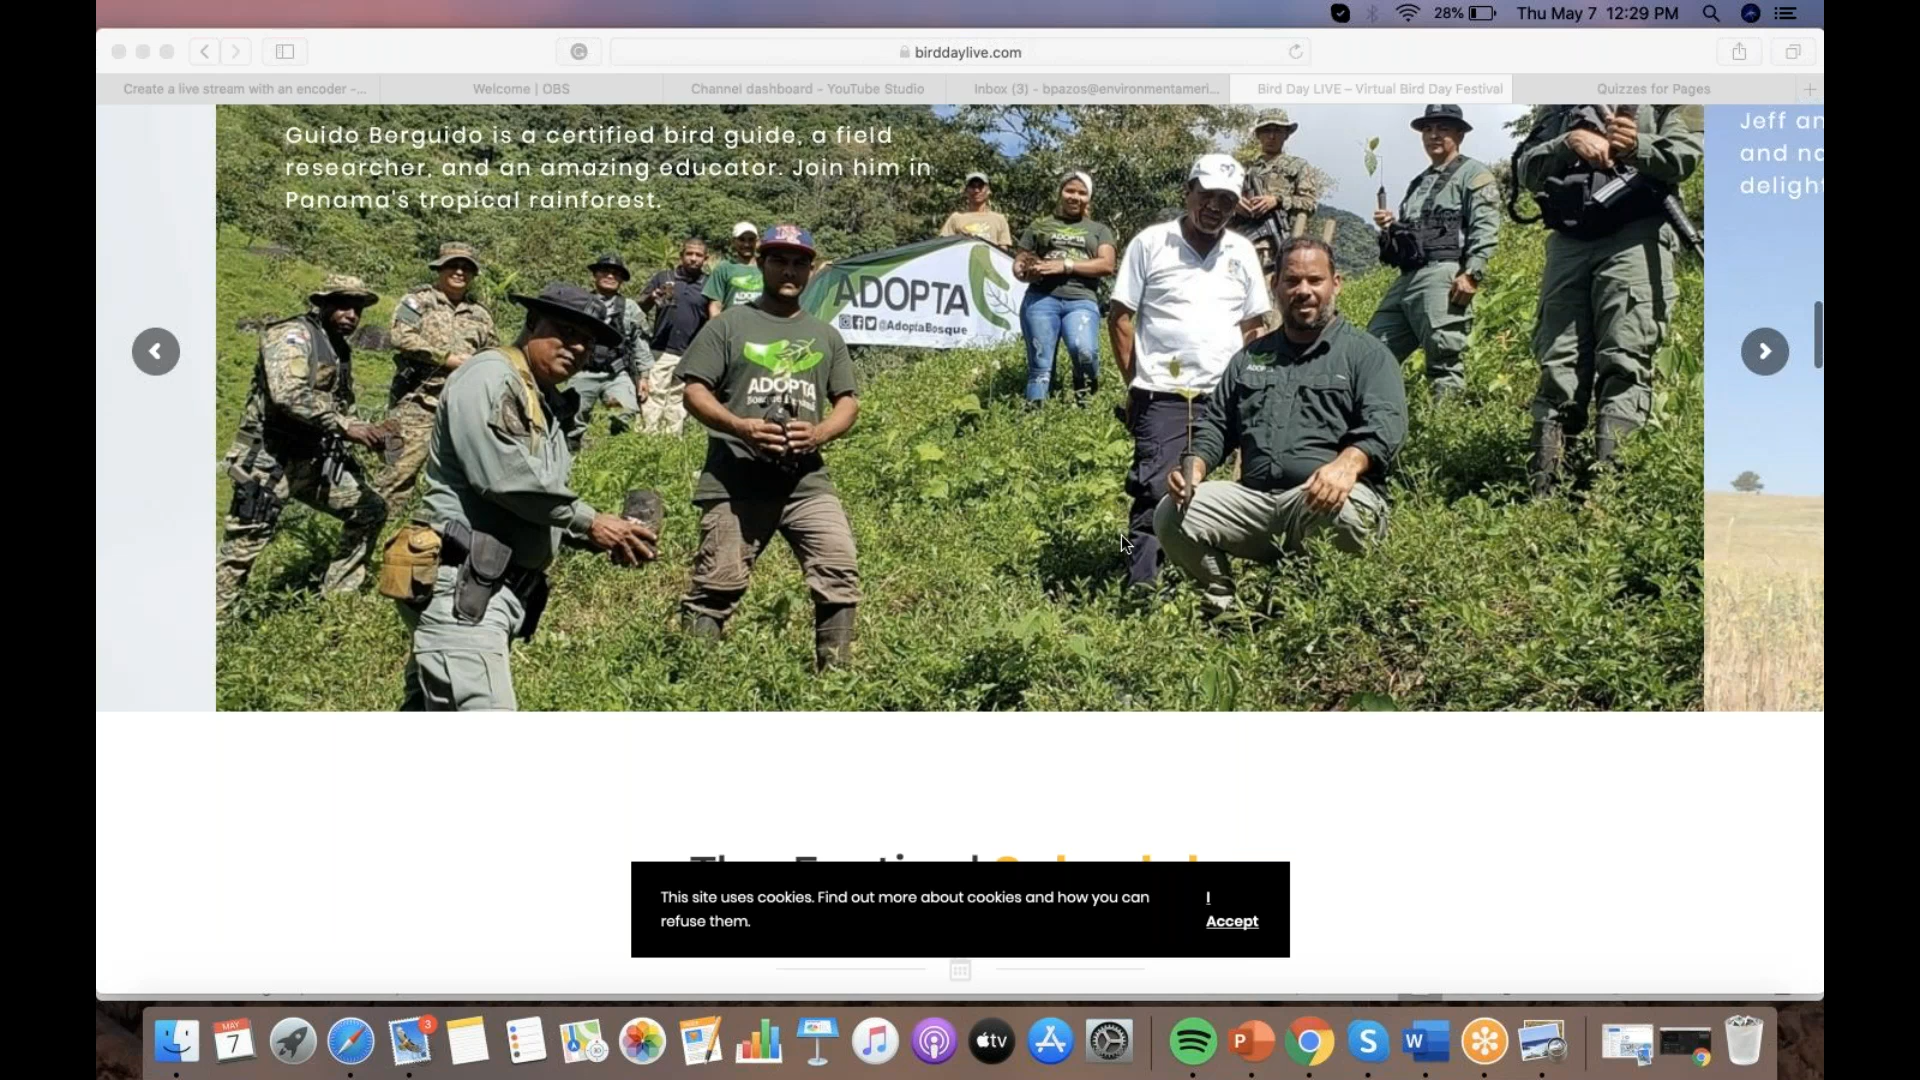 28%
Thu May 7 12:29 PM
birddaylive.com
Create a live stream with an encoder -...
Welcome | OBS
Channel dashboard - YouTube Studio
Inbox (3) - bpazos@environmentameri...
Bird Day LIVE – Virtual Bird Day Festival
Quizzes for Pages
Guido Berguido is a certified bird guide, a field
researcher, and an amazing educator. Join him in
Panama's tropical rainforest.
Jeff an
and na
delight
ADOPTA
@AdoptaBosque
ADOPTA
This site uses cookies. Find out more about cookies and how you can
refuse them.
I
Accept
MAY
7
3
tv
P
S
W